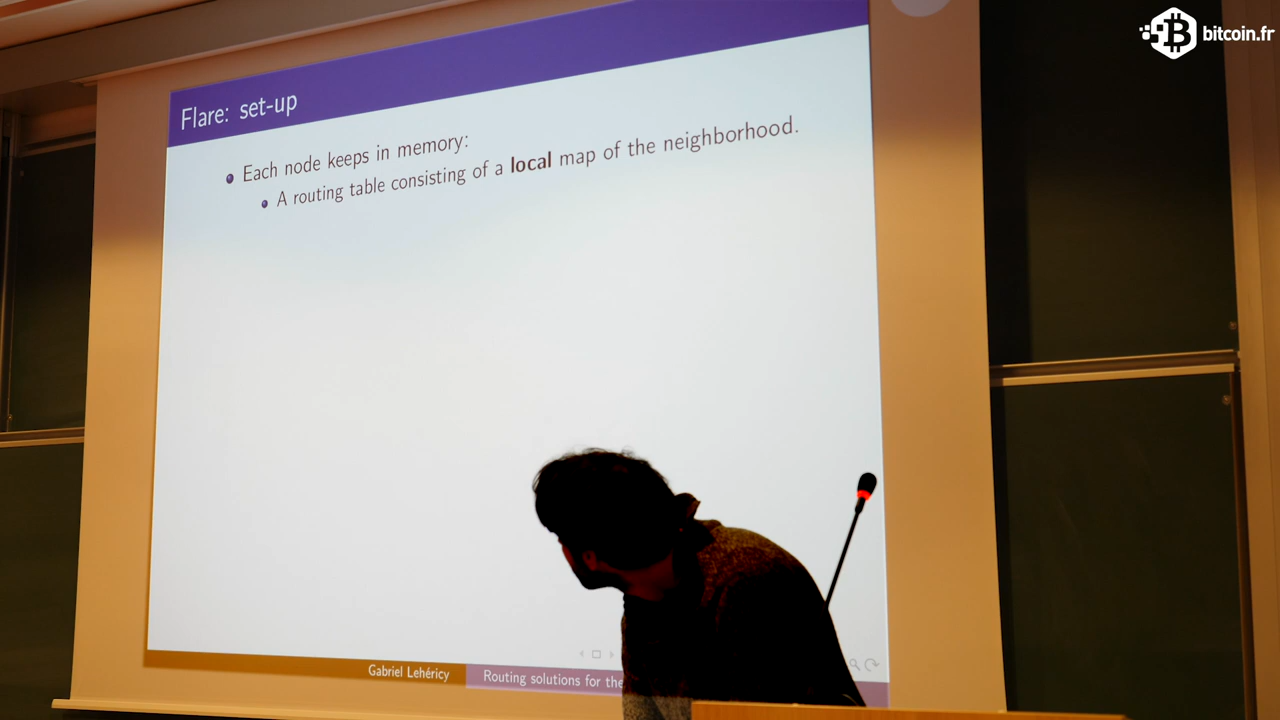 bitcoin.fr
Flare: set-up
Each node keeps in memory:
A routing table consisting of a local map of the neighborhood.
Gabriel Lehéricy
Routing solutions for the